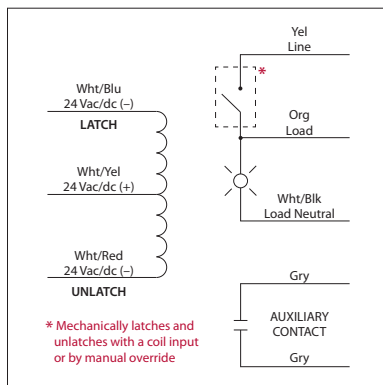 Yel
Line
*
Wht/Blu
24 Vac/dc (–)
LATCH
Org
Load
Wht/Yel
24 Vac/dc (+)
Wht/Blk
Load Neutral
Wht/Red
24 Vac/dc (–)
UNLATCH
Gry
AUXILIARY
CONTACT
Gry
* Mechanically latches and
unlatches with a coil input
or by manual override